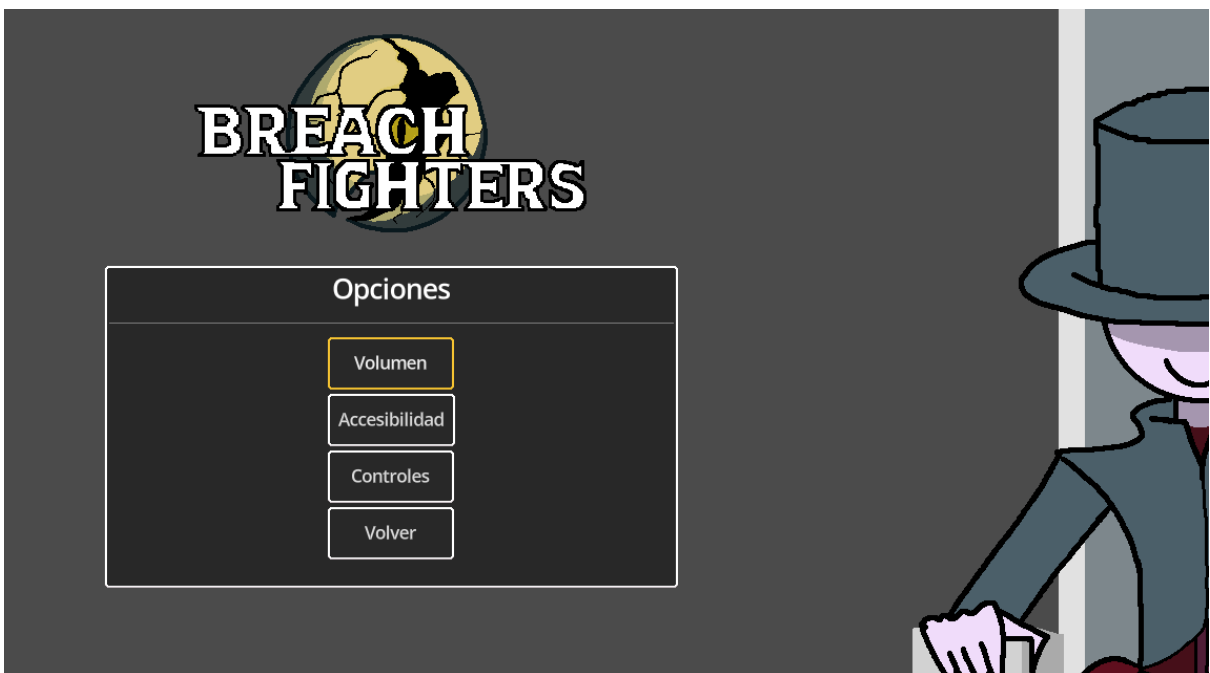 BREACH
FIGHTERS
Opciones
Volumen
Accesibilidad
Controles
Volver